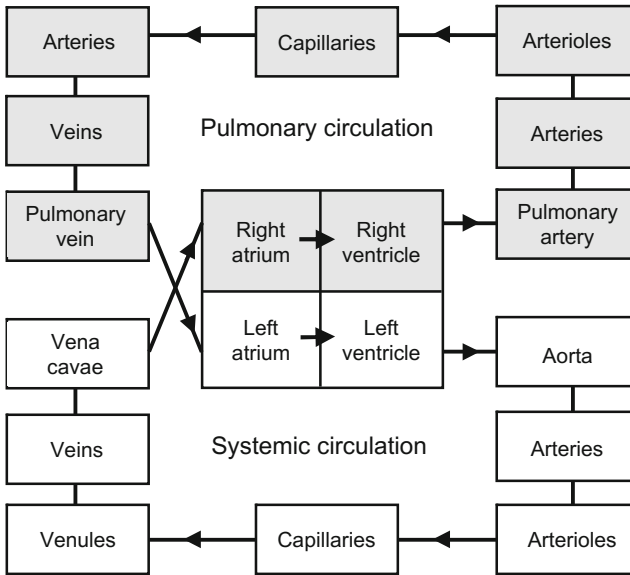 Arteries
Capillaries
Arterioles
Veins
Pulmonary circulation
Arteries
Pulmonary
vein
Right
atrium
Right
ventricle
Pulmonary
artery
Vena
cavae
Left
atrium
Left
ventricle
Aorta
Veins
Systemic circulation
Arteries
Venules
Capillaries
Arterioles